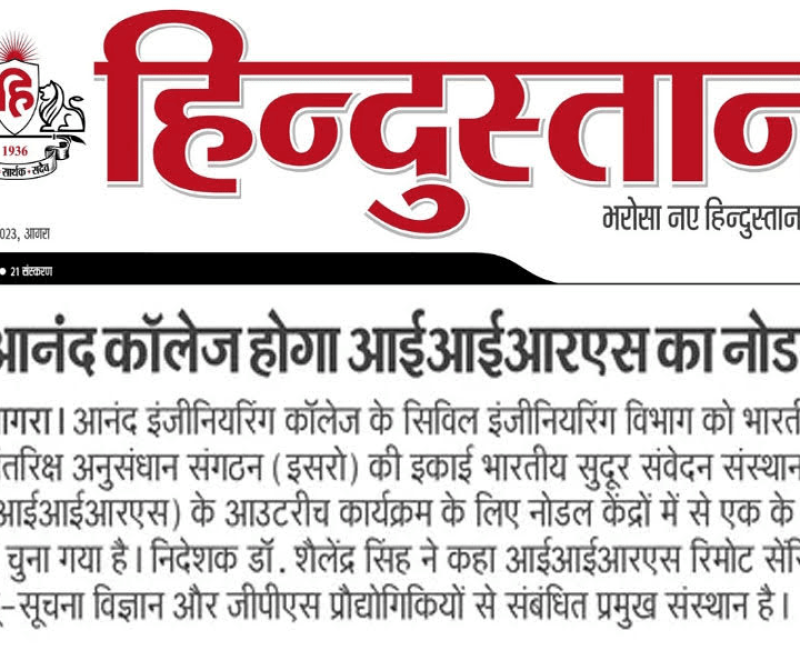 हि
हिन्दुस्तान
1936
सार्थक • सदैव
भरोसा नए हिन्दुस्तान
023, आगरा
• 21 संस्करण
आनंद कॉलेज होगा आईआईआरएस का नोड
गरा। आनंद इंजीनियरिंग कॉलेज के सिविल इंजीनियरिंग विभाग को भारती
तरिक्ष अनुसंधान संगठन (इसरो) की इकाई भारतीय सुदूर संवेदन संस्थान
आईआईआरएस) के आउटरीच कार्यक्रम के लिए नोडल केंद्रों में से एक के
चुना गया है। निदेशक डॉ. शैलेंद्र सिंह ने कहा आईआईआरएस रिमोट सेंसि
-सूचना विज्ञान और जीपीएस प्रौद्योगिकियों से संबंधित प्रमुख संस्थान है।